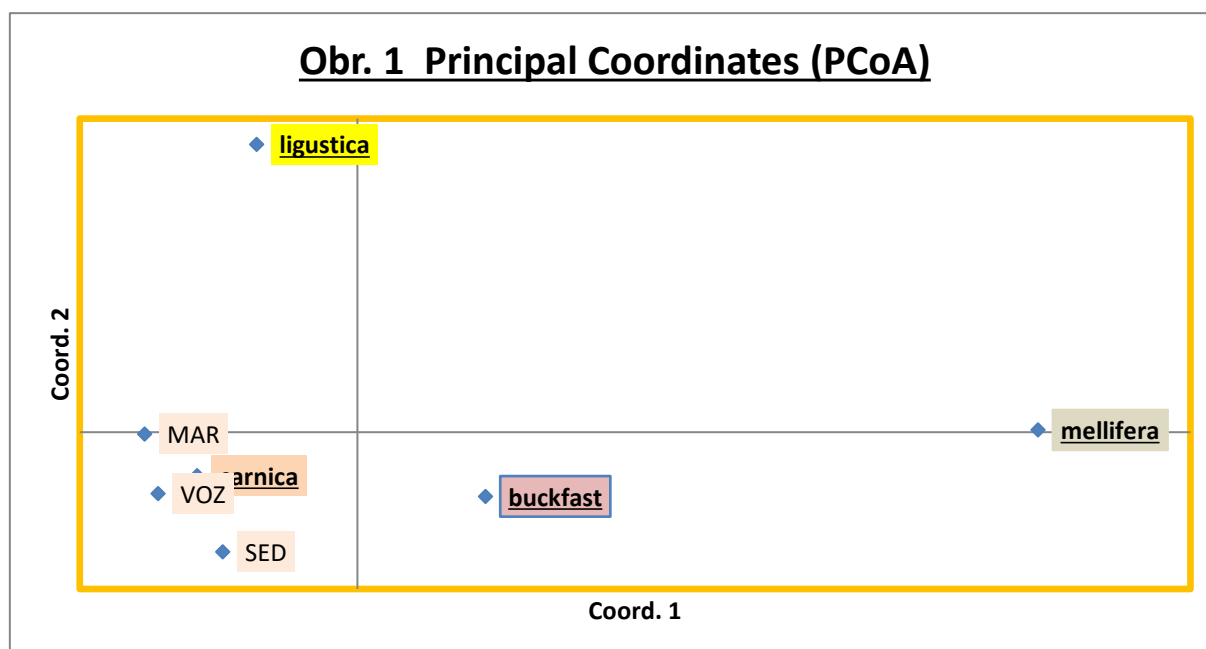 Obr. 1 Principal Coordinates (PCoA)
ligustica
Coord. 2
MAR
mellifera
VOZ
buckfast
SED
Coord. 1